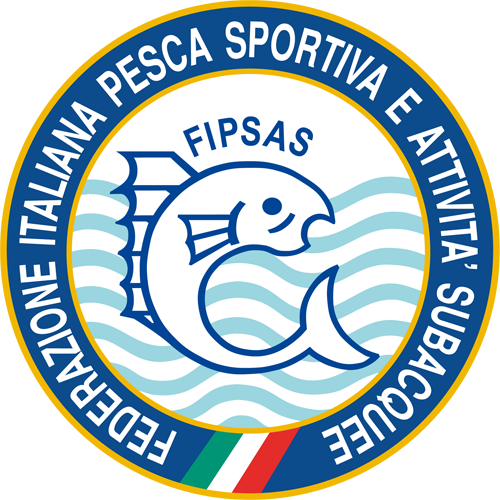 FEDERAZIONE ITALIANA PESCA SPORTIVA E ATTIVITA' SUBACQUEE
FIPSAS